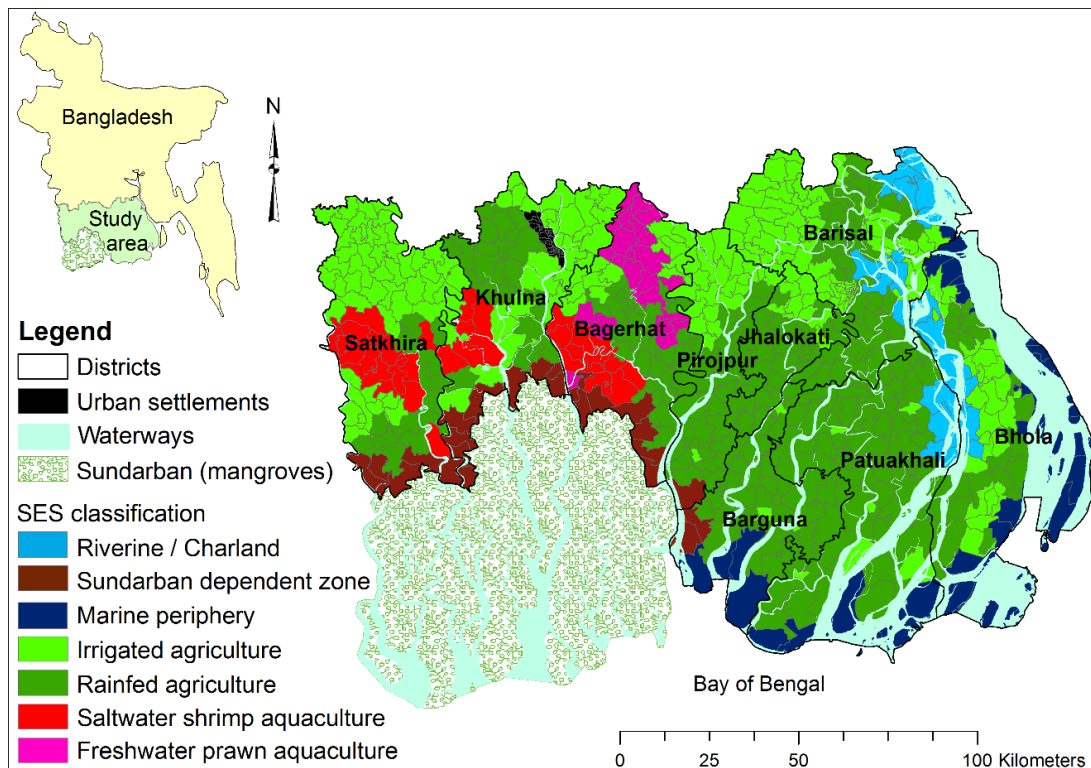 Bangladesh
Study
area
N
Legend
Districts
Urban settlements
Waterways
Sundarban (mangroves)
SES classification
Riverine / Charland
Sundarban dependent zone
Marine periphery
Irrigated agriculture
Rainfed agriculture
Saltwater shrimp aquaculture
Freshwater prawn aquaculture
Barisal
Khulna
Satkhira
Bagerhat
Jhalokati
Pirojpur
Bhola
Patuakhali
Barguna
Bay of Bengal
0 25 50 100 Kilometers